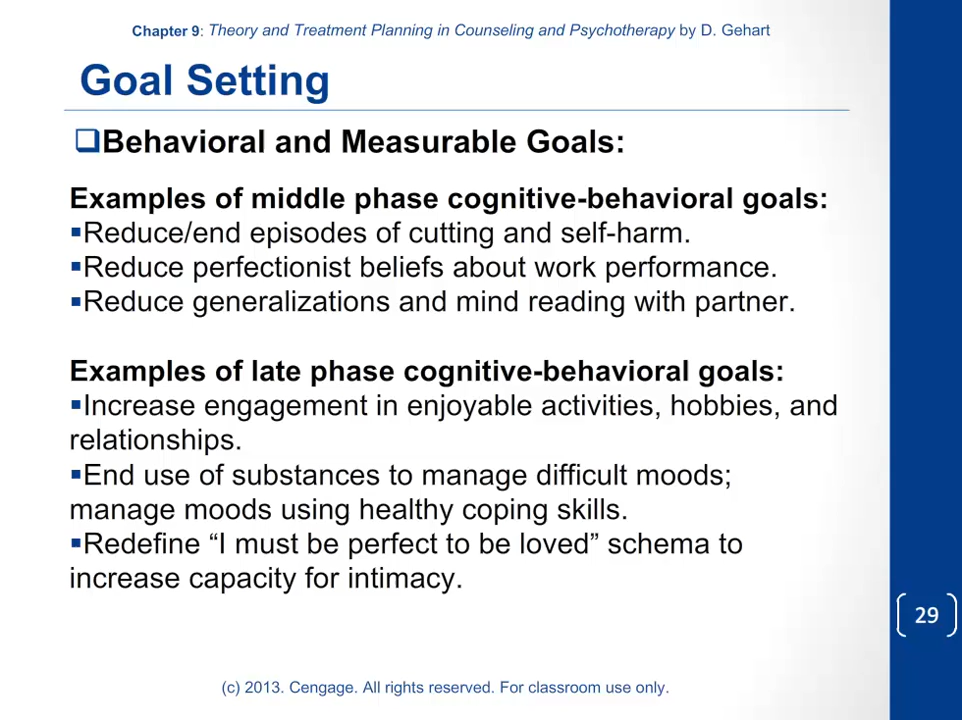 Chapter 9: Theory and Treatment Planning in Counseling and Psychotherapy by D. Gehart
Goal Setting
❑Behavioral and Measurable Goals:
Examples of middle phase cognitive-behavioral goals:
▪Reduce/end episodes of cutting and self-harm.
▪Reduce perfectionist beliefs about work performance.
▪Reduce generalizations and mind reading with partner.
Examples of late phase cognitive-behavioral goals:
▪Increase engagement in enjoyable activities, hobbies, and
relationships.
▪End use of substances to manage difficult moods;
manage moods using healthy coping skills.
▪Redefine “I must be perfect to be loved” schema to
increase capacity for intimacy.
29
(c) 2013. Cengage. All rights reserved. For classroom use only.